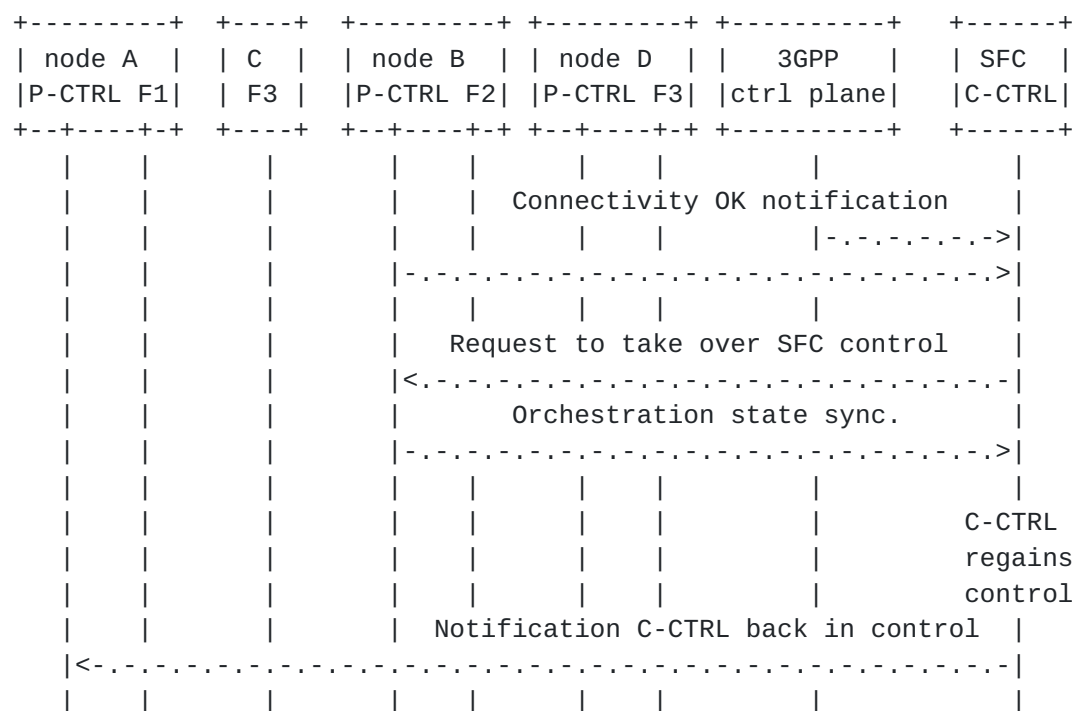 +---------+  +----+  +---------+ +---------+ +----------+   +------+
| node A  |  | C  |  | node B  | | node D  | |   3GPP   |   | SFC  |
|P-CTRL F1|  | F3 |  |P-CTRL F2| |P-CTRL F3| |ctrl plane|   |C-CTRL|
+--+----+-+  +----+  +--+----+-+ +--+----+-+ +----------+   +------+
   |    |       |       |    |      |    |         |            |
   |    |       |       |    |  Connectivity OK notification    |
   |    |       |       |    |      |    |         |-.-.-.-.-.->|
   |    |       |       |-.-.-.-.-.-.-.-.-.-.-.-.-.-.-.-.-.-.-.>|
   |    |       |       |    |      |    |         |            |
   |    |       |       |   Request to take over SFC control    |
   |    |       |       |<.-.-.-.-.-.-.-.-.-.-.-.-.-.-.-.-.-.-.-|
   |    |       |       |       Orchestration state sync.       |
   |    |       |       |-.-.-.-.-.-.-.-.-.-.-.-.-.-.-.-.-.-.-.>|
   |    |       |       |    |      |    |         |            |
   |    |       |       |    |      |    |         |         C-CTRL
   |    |       |       |    |      |    |         |         regains
   |    |       |       |    |      |    |         |         control
   |    |       |       |  Notification C-CTRL back in control  |
   |<-.-.-.-.-.-.-.-.-.-.-.-.-.-.-.-.-.-.-.-.-.-.-.-.-.-.-.-.-.-|
   |    |       |       |    |      |    |         |            |